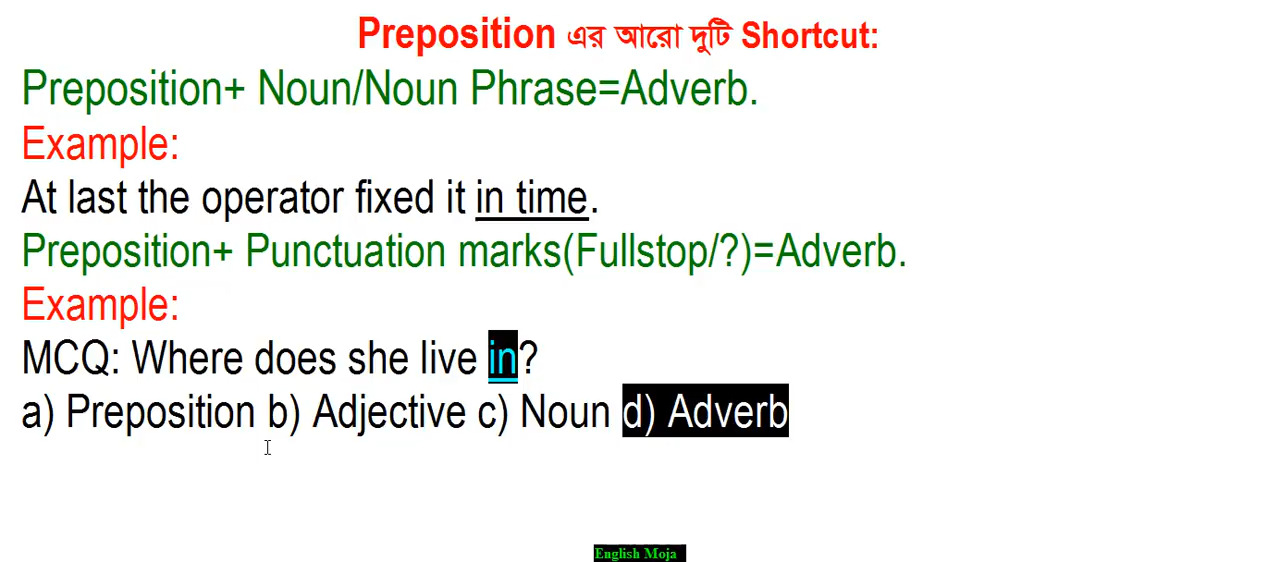 Preposition এর আরো দুটি Shortcut:
Preposition+ Noun/Noun Phrase=Adverb.
Example:
At last the operator fixed it in time.
Preposition+ Punctuation marks(Fullstop/?)=Adverb.
Example:
MCQ: Where does she live in?
a) Preposition b) Adjective c) Noun d) Adverb
English Moja